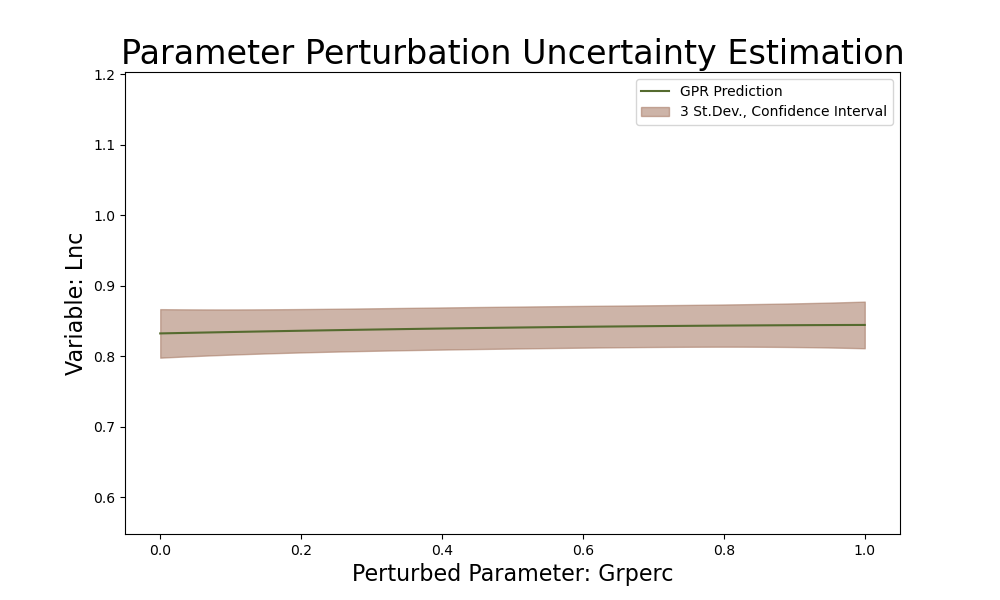 Parameter Perturbation Uncertainty Estimation
GPR Prediction
3 St.Dev., Confidence Interval
Variable: Lnc
1.2
1.1
1.0
0.9
0.8
0.7
0.6
0.0 0.2 0.4 0.6 0.8 1.0
Perturbed Parameter: Grperc